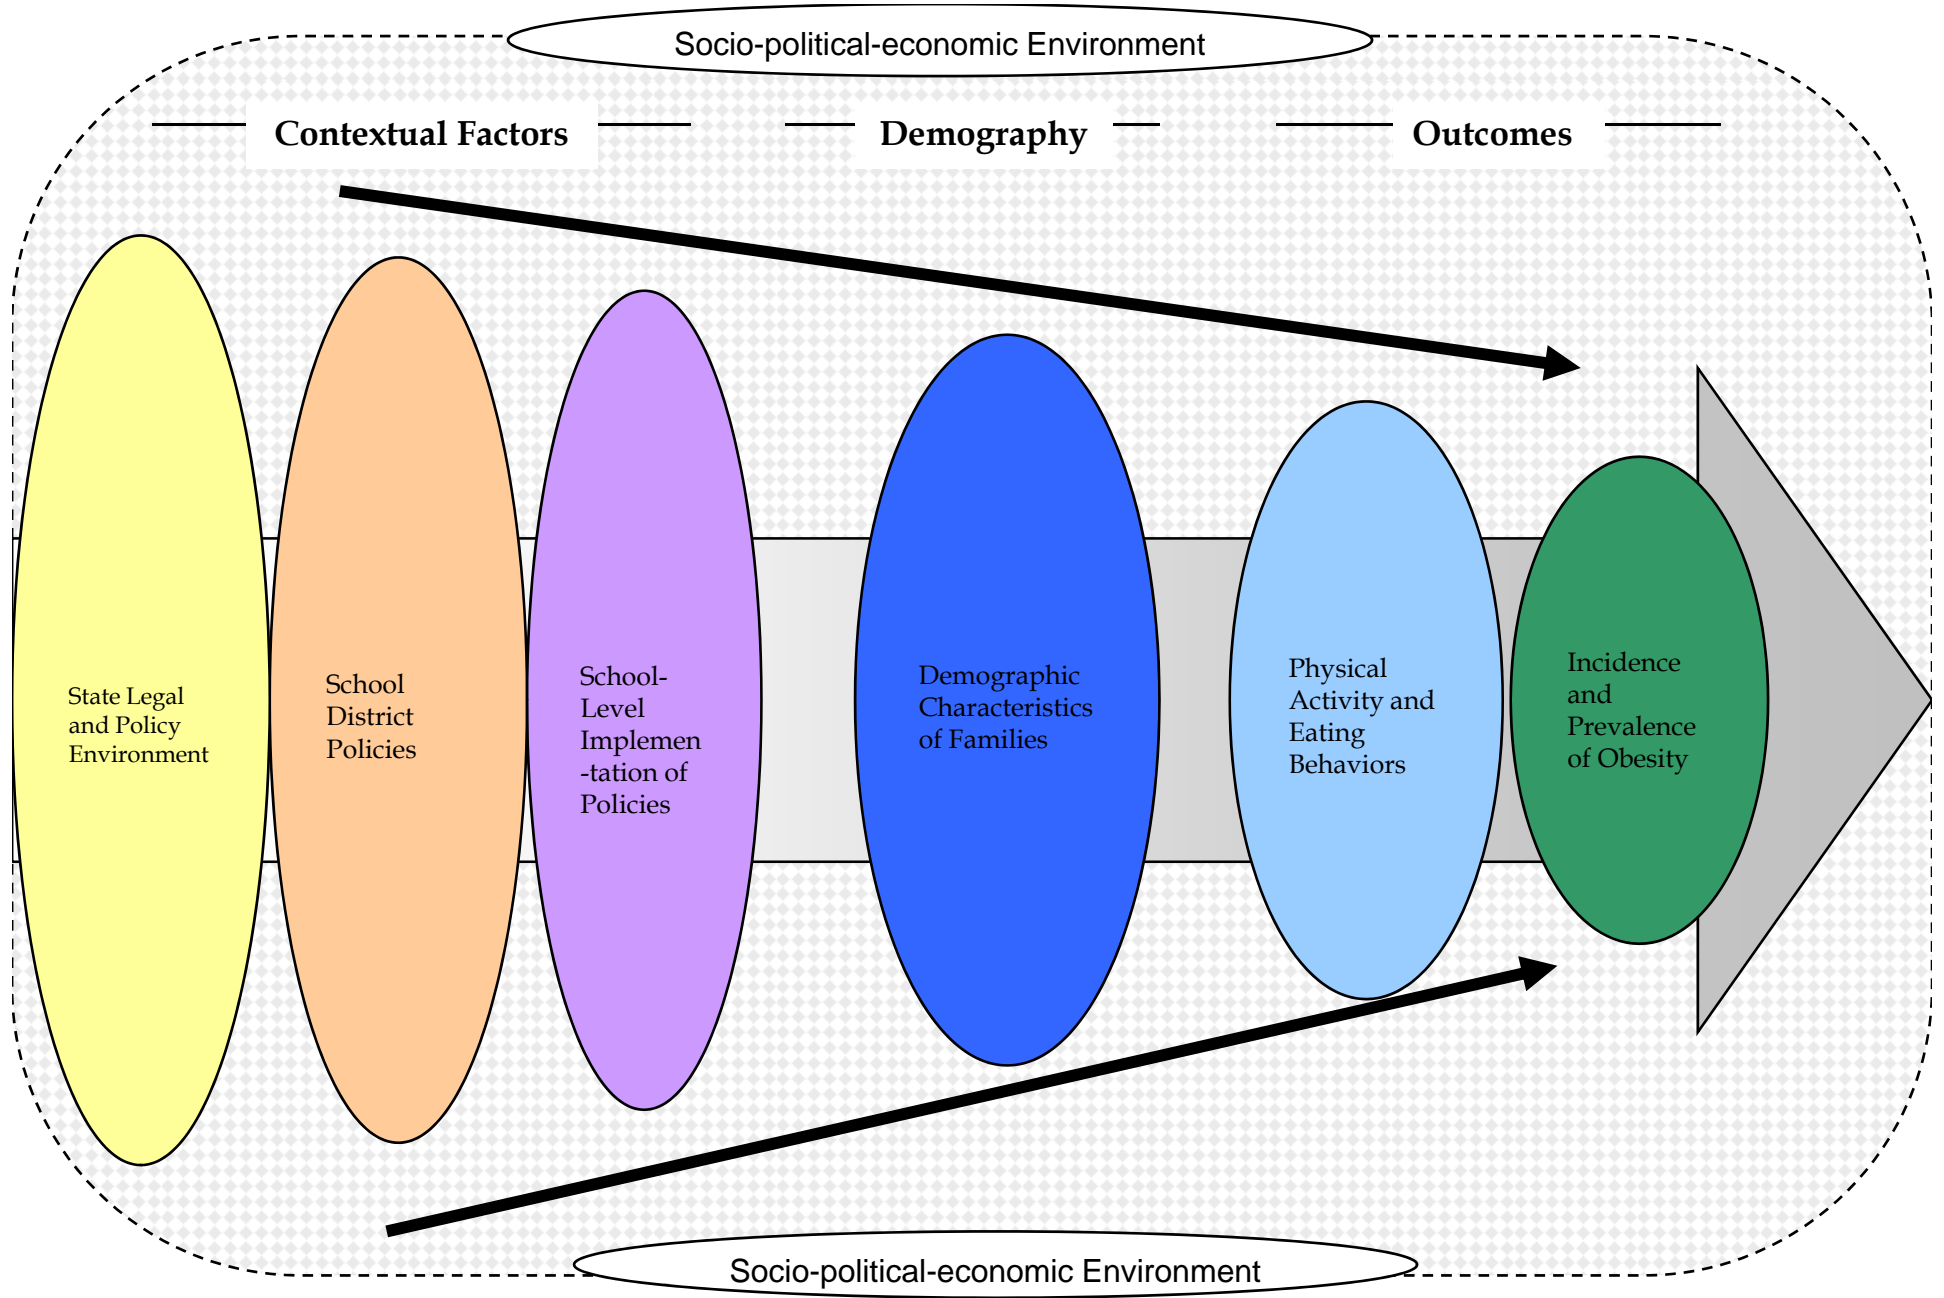 Socio-political-economic Environment
Contextual Factors
Demography
Outcomes
State Legal
and Policy
Environment
School
District
Policies
School-
Level
Implemen
-tation of
Policies
Demographic
Characteristics
of Families
Physical
Activity and
Eating
Behaviors
Incidence
and
Prevalence
of Obesity
Socio-political-economic Environment